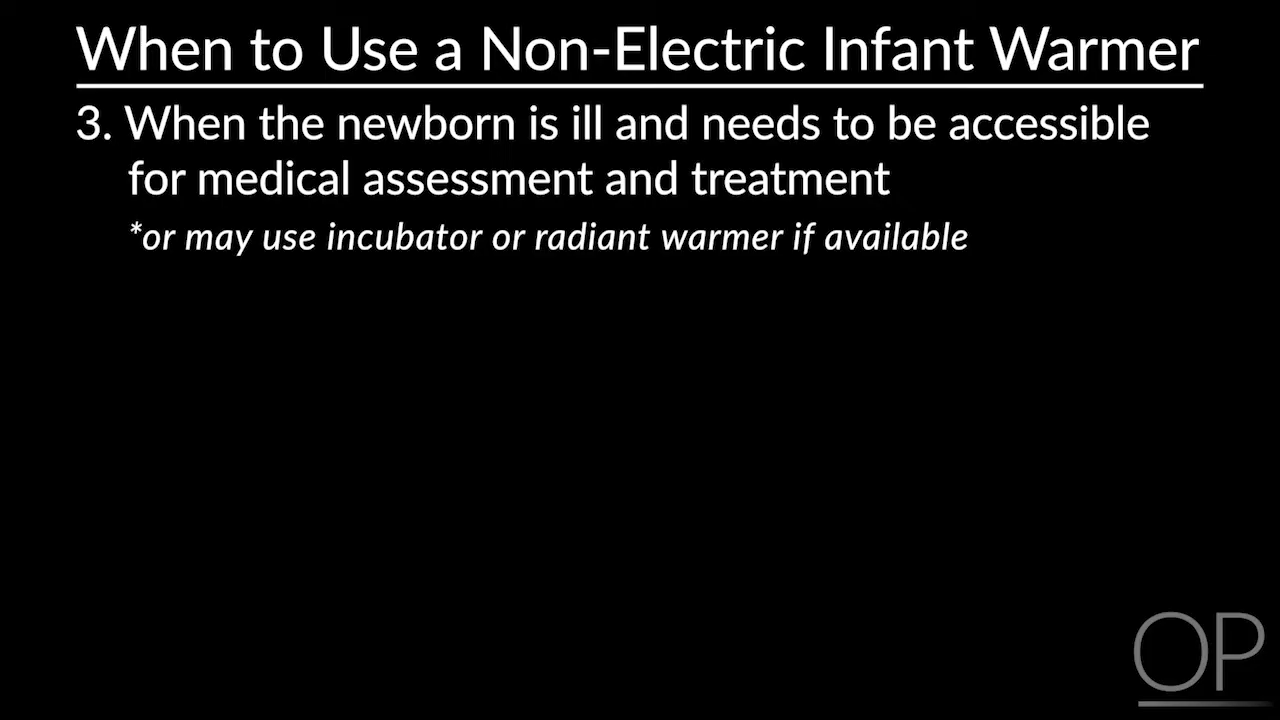 When to Use a Non-Electric Infant Warmer
3. When the newborn is ill and needs to be accessible
for medical assessment and treatment
*or may use incubator or radiant warmer if available
OP